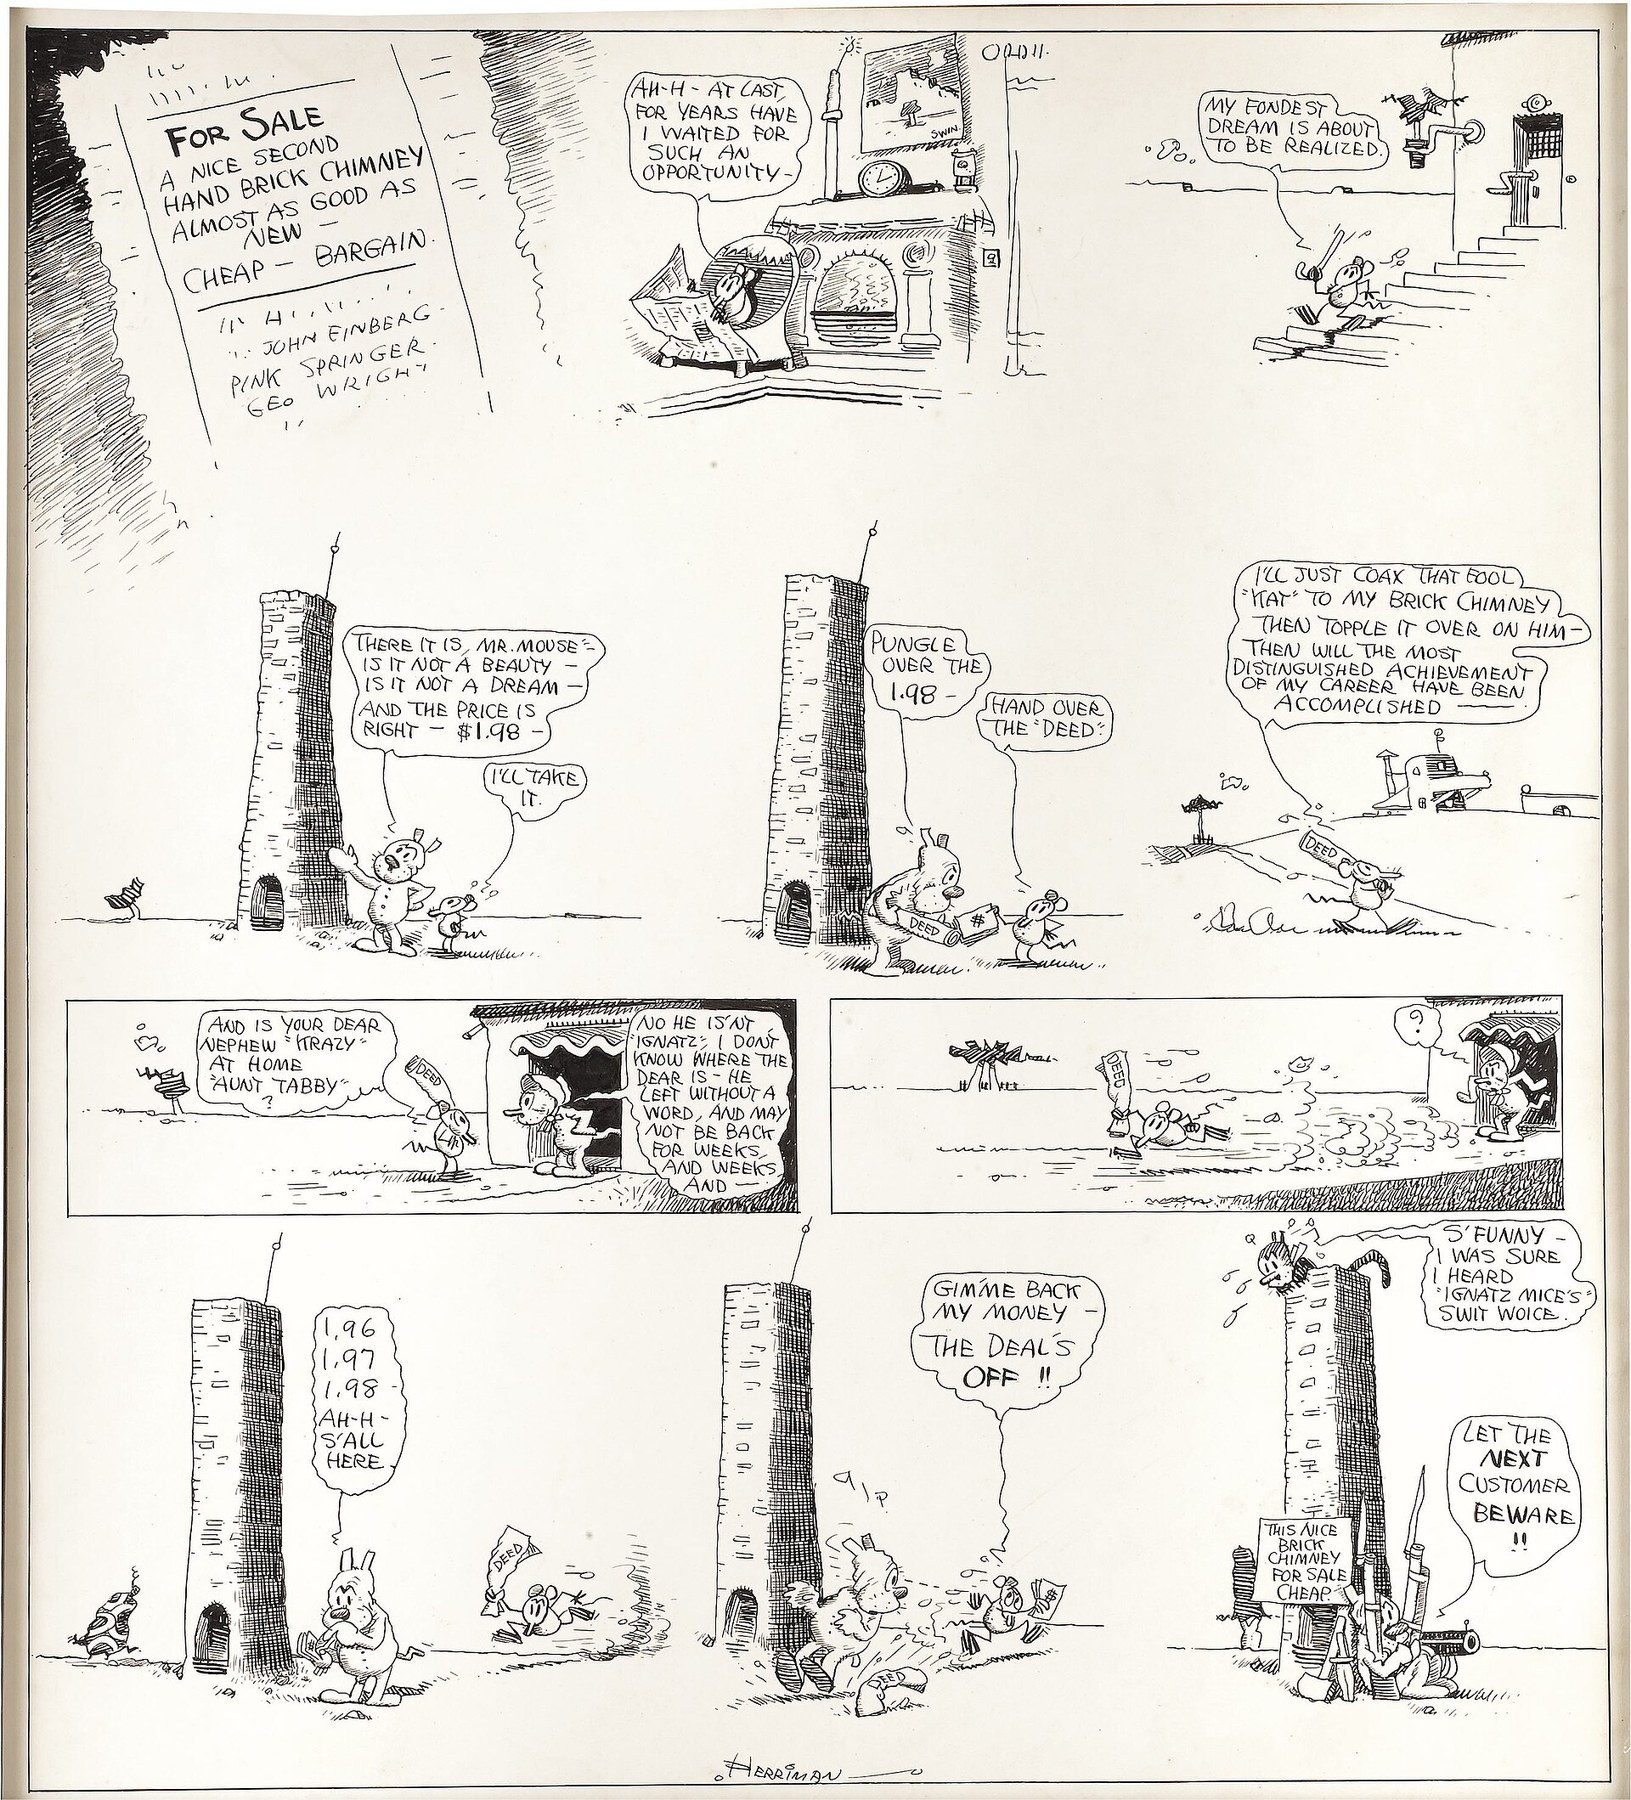 FOR SALE
A NICE SECOND
HAND BRICK CHIMNEY
ALMOST AS GOOD AS
NEW —
CHEAP — BARGAIN.
JOHN EINBERG
PINK SPRINGER.
GEO WRIGHT
AH-H - AT LAST,
FOR YEARS HAVE
I WAITED FOR
SUCH AN
OPPORTUNITY -
SWIN.
9
MY FONDEST
DREAM IS ABOUT
TO BE REALIZED.
THERE IT IS, MR. MOUSE -
IS IT NOT A BEAUTY -
IS IT NOT A DREAM -
AND THE PRICE IS
RIGHT - $1.98 -
I'LL TAKE
IT.
PUNGLE
OVER THE
1.98 -
HAND OVER
THE "DEED"
DEED
$
I'LL JUST COAX THAT FOOL
"KAT" TO MY BRICK CHIMNEY
THEN TOPPLE IT OVER ON HIM -
THEN WILL THE MOST
DISTINGUISHED ACHIEVEMENT
OF MY CAREER HAVE BEEN
ACCOMPLISHED —
DEED
AND IS YOUR DEAR
NEPHEW "KRAZY"
AT HOME
"AUNT TABBY"
?
DEED
NO HE IS'NT,
"IGNATZ", I DON'T
KNOW WHERE THE
DEAR IS - HE
LEFT WITHOUT A
WORD, AND MAY
NOT BE BACK
FOR WEEKS,
AND WEEKS,
AND —
DEED
?
1.96
1.97
1.98 -
AH-H -
S'ALL
HERE.
DEED
GIM'ME BACK
MY MONEY -
THE DEAL'S
OFF !!
$
DEED
S'FUNNY -
I WAS SURE
I HEARD
"IGNATZ MICE'S"
SWIT WOICE.
LET THE
NEXT
CUSTOMER
BEWARE
!!
THIS NICE
BRICK
CHIMNEY
FOR SALE
CHEAP.
HERRIMAN